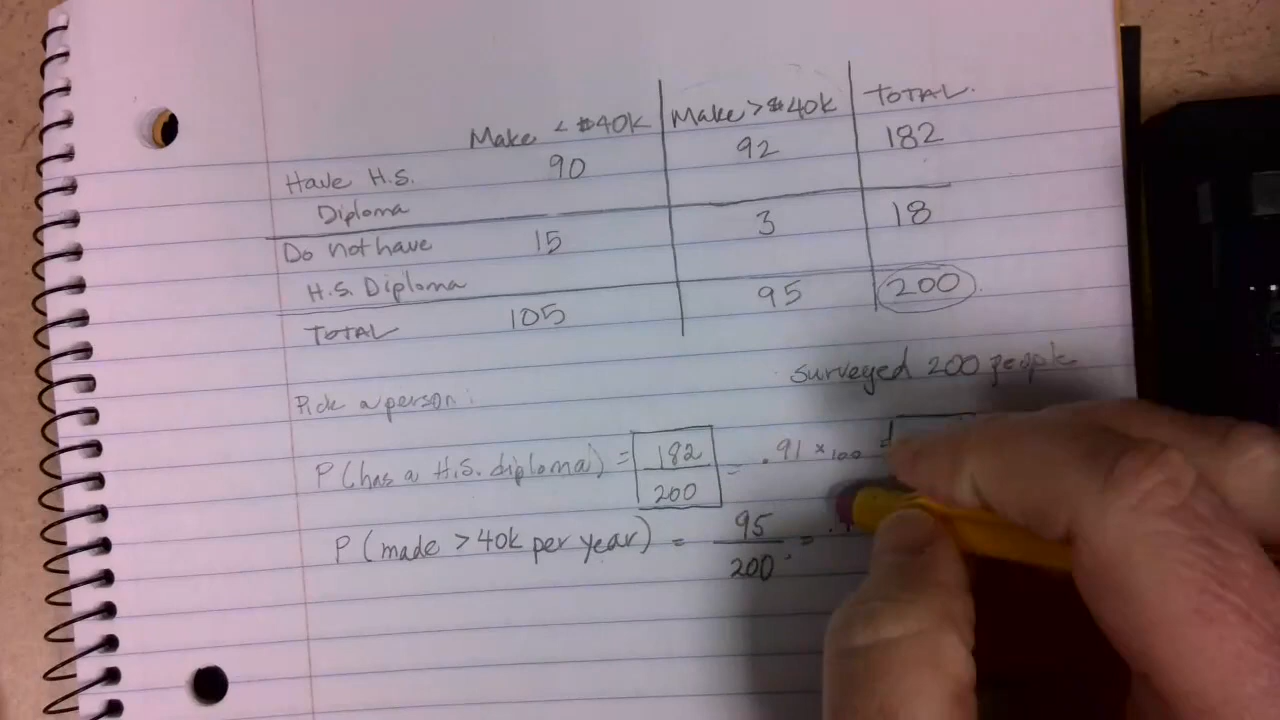 Make < $40K Make > $40K TOTAL
Have H.S. 90 92 182
Diploma
Do not have 15 3 18
H.S. Diploma
TOTAL 105 95 200
surveyed 200 people
Pick a person:
P(has a H.S. diploma) = 182/200 = .91 x 100 =
P(made > 40K per year) = 95/200 = .